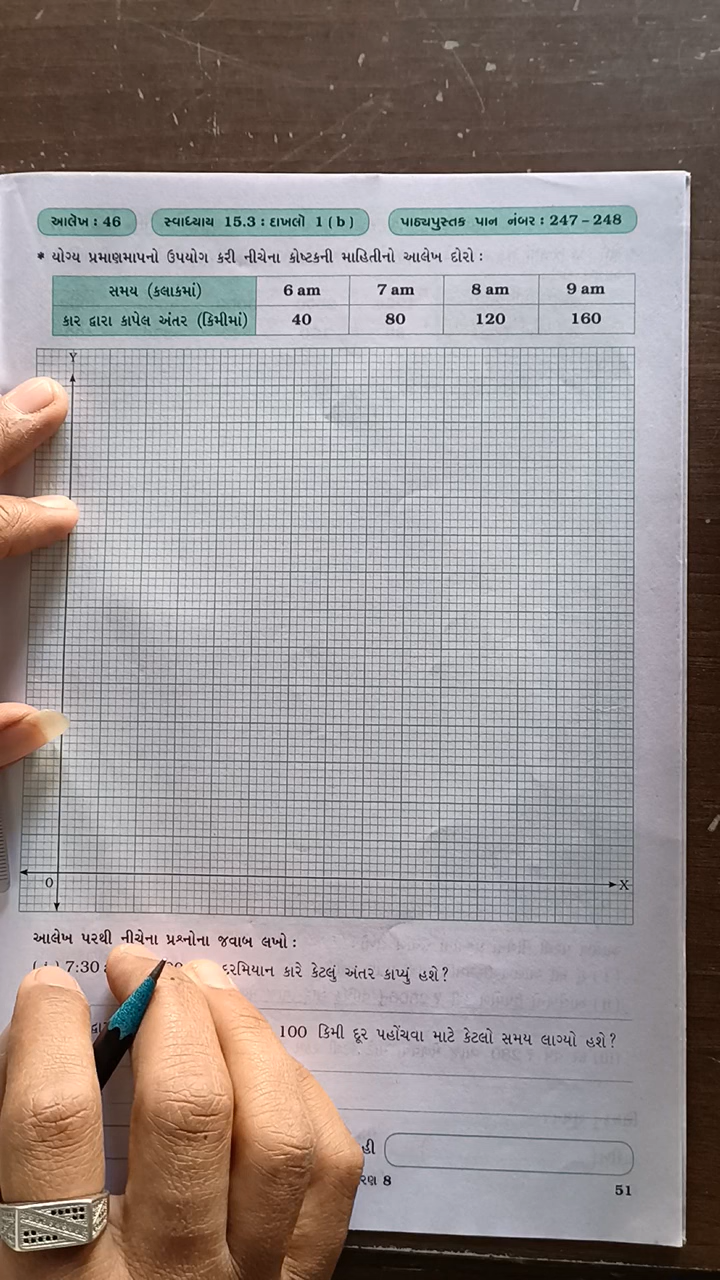 આલેખ : 46 સ્વાધ્યાય 15.3 : દાખલો 1 ( b ) પાઠ્યપુસ્તક પાન નંબર : 247 – 248
* યોગ્ય પ્રમાણમાપનો ઉપયોગ કરી નીચેના કોષ્ટકની માહિતીનો આલેખ દોરો :
સમય (કલાકમાં) 6 am 7 am 8 am 9 am
કાર દ્વારા કાપેલ અંતર (કિમીમાં) 40 80 120 160
Y
0 X
આલેખ પરથી નીચેના પ્રશ્નોના જવાબ લખો :
7:30 દરમિયાન કારે કેટલું અંતર કાપ્યું હશે?
100 કિમી દૂર પહોંચવા માટે કેટલો સમય લાગ્યો હશે?
8
51